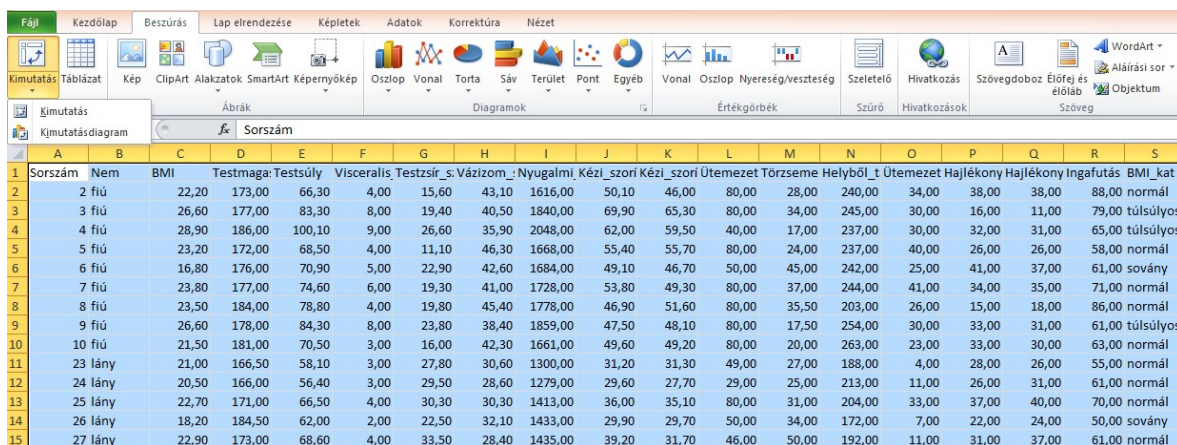 Fájl Kezdőlap Beszúrás Lap elrendezése Képletek Adatok Korrektúra Nézet
Kimutatás Táblázat Kép ClipArt Alakzatok SmartArt Képernyőkép Oszlop Vonal Torta Sáv Terület Pont Egyéb Vonal Oszlop Nyereség/veszteség Szeletelő Hivatkozás Szövegdoboz Élőfej és élőláb WordArt Aláírási sor Objektum
Ábrák Diagramok Értékgörbék Szűrő Hivatkozások Szöveg
Kimutatás
Kimutatásdiagram
fx Sorszám
A B C D E F G H I J K L M N O P Q R S
1 Sorszám Nem BMI Testmaga: Testsúly Visceralis_ Testzsír_s: Vázizom_: Nyugalmi_ Kézi_szorí Kézi_szorí Ütemezet Törzseme Helyből_t Ütemezet Hajlékony Hajlékony Ingafutás BMI_kat
2 2 fiú 22,20 173,00 66,30 4,00 15,60 43,10 1616,00 50,10 46,00 80,00 28,00 240,00 34,00 38,00 38,00 88,00 normál
3 3 fiú 26,60 177,00 83,30 8,00 19,40 40,50 1840,00 69,90 65,30 80,00 34,00 245,00 30,00 16,00 11,00 79,00 túlsúlyos
4 4 fiú 28,90 186,00 100,10 9,00 26,60 35,90 2048,00 62,00 59,50 40,00 17,00 237,00 30,00 32,00 31,00 65,00 túlsúlyos
5 5 fiú 23,20 172,00 68,50 4,00 11,10 46,30 1668,00 55,40 55,70 80,00 24,00 237,00 40,00 26,00 26,00 58,00 normál
6 6 fiú 16,80 176,00 70,90 5,00 22,90 42,60 1684,00 49,10 46,70 50,00 45,00 242,00 25,00 41,00 37,00 61,00 sovány
7 7 fiú 23,80 177,00 74,60 6,00 19,30 41,00 1728,00 53,80 49,30 80,00 37,00 244,00 41,00 34,00 35,00 71,00 normál
8 8 fiú 23,50 184,00 78,80 4,00 19,80 45,40 1778,00 46,90 51,60 80,00 35,50 203,00 26,00 15,00 18,00 86,00 normál
9 9 fiú 26,60 178,00 84,30 8,00 23,80 38,40 1859,00 47,50 48,10 80,00 17,50 254,00 30,00 33,00 31,00 61,00 túlsúlyos
10 10 fiú 21,50 181,00 70,50 3,00 16,00 42,30 1661,00 49,60 49,20 80,00 20,00 263,00 23,00 33,00 30,00 63,00 normál
11 23 lány 21,00 166,50 58,10 3,00 27,80 30,60 1300,00 31,20 31,30 49,00 27,00 188,00 4,00 28,00 26,00 55,00 normál
12 24 lány 20,50 166,00 56,40 3,00 29,50 28,60 1279,00 29,60 27,70 29,00 25,00 213,00 11,00 26,00 31,00 61,00 normál
13 25 lány 22,70 171,00 66,50 4,00 30,30 30,30 1413,00 36,00 35,10 80,00 31,00 204,00 33,00 37,00 40,00 70,00 normál
14 26 lány 18,20 184,50 62,00 2,00 22,50 32,10 1433,00 29,90 29,70 50,00 34,00 172,00 7,00 22,00 24,00 50,00 sovány
15 27 lány 22,90 173,00 68,60 4,00 33,50 28,40 1435,00 39,20 31,70 46,00 50,00 192,00 11,00 31,00 37,00 61,00 normál